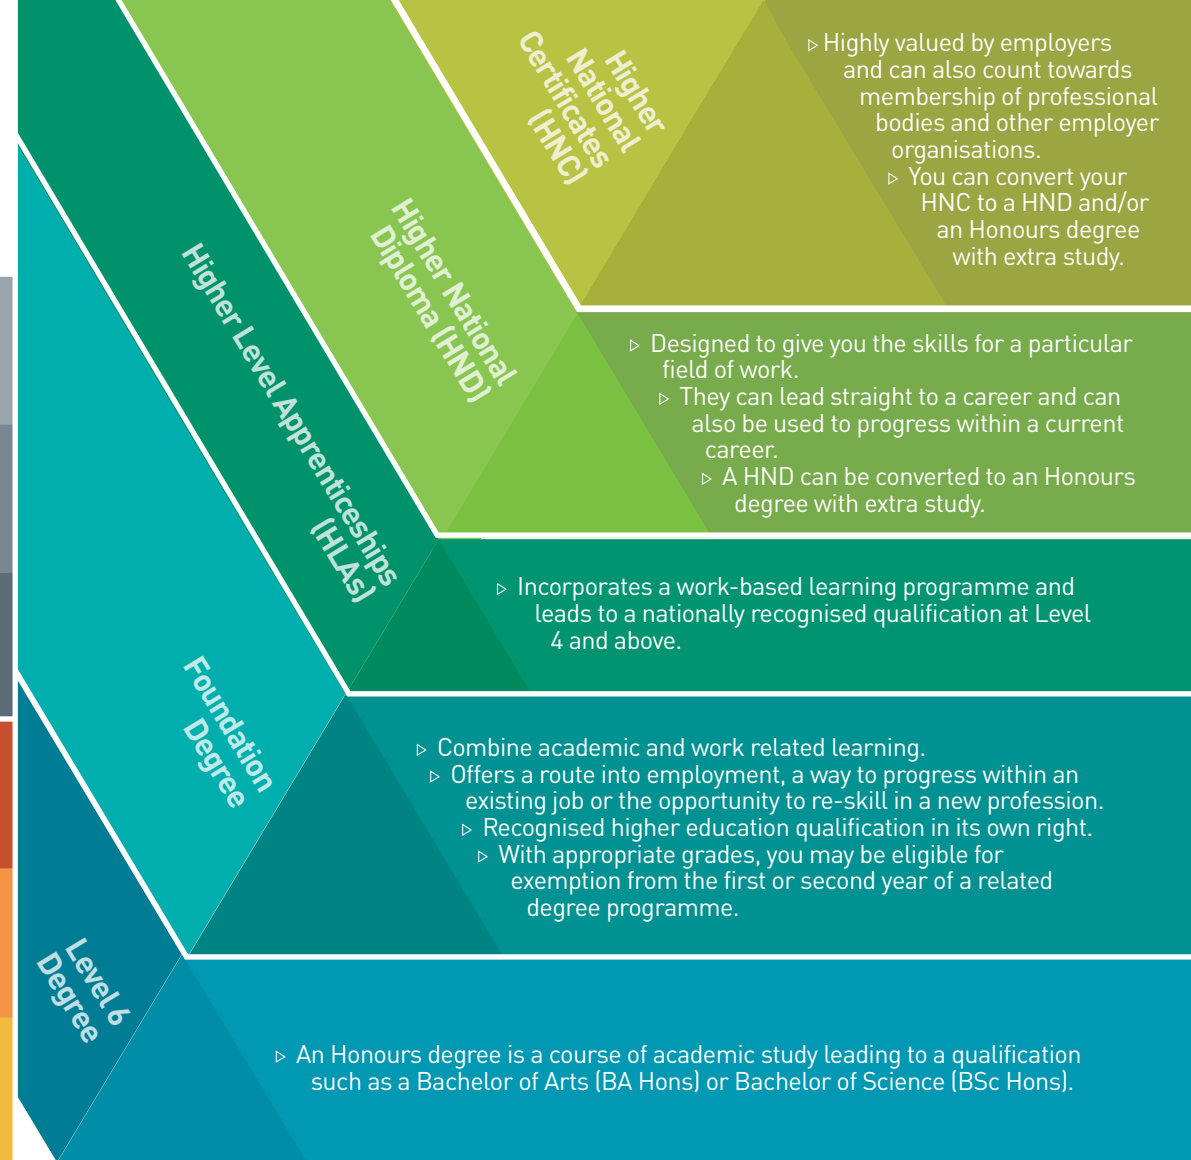 Higher
National
Certificates
(HNC)
▹ Highly valued by employers
and can also count towards
membership of professional
bodies and other employer
organisations.
▹ You can convert your
HNC to a HND and/or
an Honours degree
with extra study.
Higher National
Diploma (HND)
▹ Designed to give you the skills for a particular
field of work.
▹ They can lead straight to a career and can
also be used to progress within a current
career.
▹ A HND can be converted to an Honours
degree with extra study.
Higher Level Apprenticeships
(HLAs)
▹ Incorporates a work-based learning programme and
leads to a nationally recognised qualification at Level
4 and above.
Foundation
Degree
▹ Combine academic and work related learning.
▹ Offers a route into employment, a way to progress within an
existing job or the opportunity to re-skill in a new profession.
▹ Recognised higher education qualification in its own right.
▹ With appropriate grades, you may be eligible for
exemption from the first or second year of a related
degree programme.
Level 6
Degree
▹ An Honours degree is a course of academic study leading to a qualification
such as a Bachelor of Arts (BA Hons) or Bachelor of Science (BSc Hons).